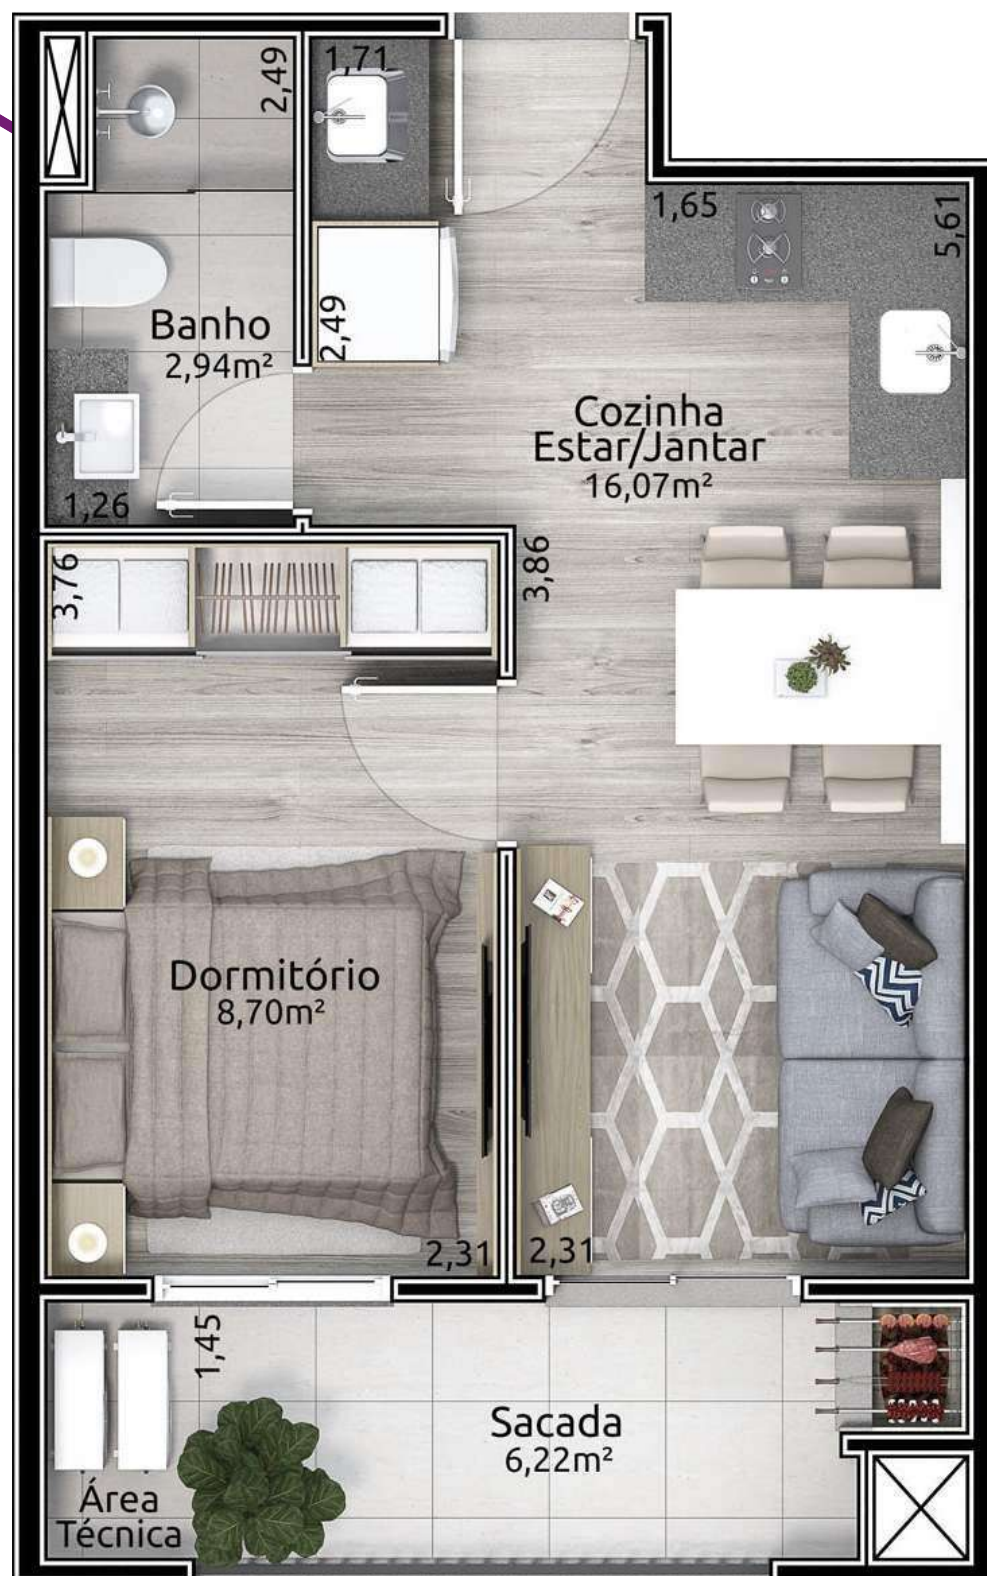 2,49
1,71
1,65
5,61
2,49
Banho
2,94m²
Cozinha
Estar/Jantar
16,07m²
1,26
3,76
3,86
Dormitório
8,70m²
2,31
2,31
1,45
Sacada
6,22m²
Área
Técnica